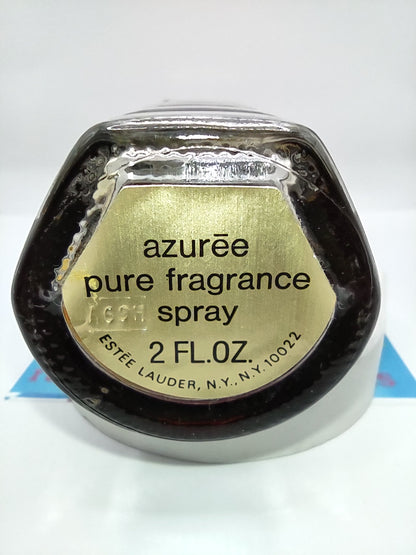 azurēe
pure fragrance
spray
2 FL.OZ.
ESTĒE LAUDER, N.Y., N.Y. 10022